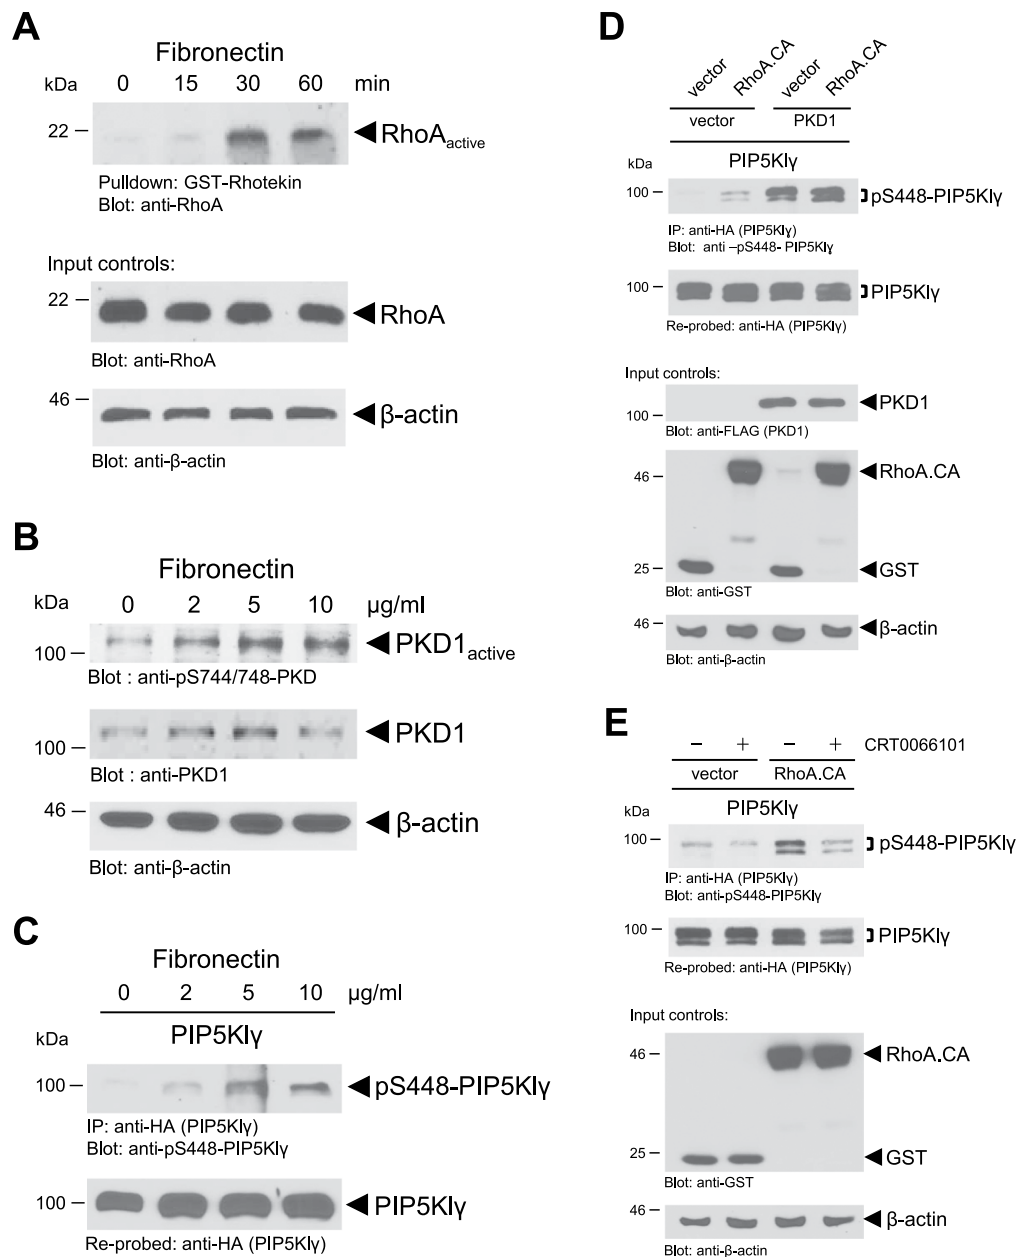 A
Fibronectin
kDa 0 15 30 60 min
22
RhoAactive
Pulldown: GST-Rhotekin
Blot: anti-RhoA
Input controls:
22
RhoA
Blot: anti-RhoA
46
β-actin
Blot: anti-β-actin
B
Fibronectin
kDa 0 2 5 10 µg/ml
100
PKD1active
Blot : anti-pS744/748-PKD
PKD1
100
Blot : anti-PKD1
46
β-actin
Blot: anti-β-actin
C
Fibronectin
0 2 5 10 µg/ml
kDa PIP5KIγ
100
pS448-PIP5KIγ
IP: anti-HA (PIP5KIγ)
Blot: anti-pS448-PIP5KIγ
100
PIP5KIγ
Re-probed: anti-HA (PIP5KIγ)
D
vector RhoA.CA vector RhoA.CA
vector PKD1
kDa PIP5KIγ
100
pS448-PIP5KIγ
IP: anti-HA (PIP5KIγ)
Blot: anti –pS448- PIP5KIγ
100
PIP5KIγ
Re-probed: anti-HA (PIP5KIγ)
Input controls:
PKD1
100
Blot: anti-FLAG (PKD1)
46
RhoA.CA
25
GST
Blot: anti-GST
46
β-actin
Blot: anti-β-actin
E
– + – + CRT0066101
vector RhoA.CA
kDa PIP5KIγ
100
pS448-PIP5KIγ
IP: anti-HA (PIP5KIγ)
Blot: anti-pS448-PIP5KIγ
100
PIP5KIγ
Re-probed: anti-HA (PIP5KIγ)
Input controls:
46
RhoA.CA
25
GST
Blot: anti-GST
46
β-actin
Blot: anti-β-actin